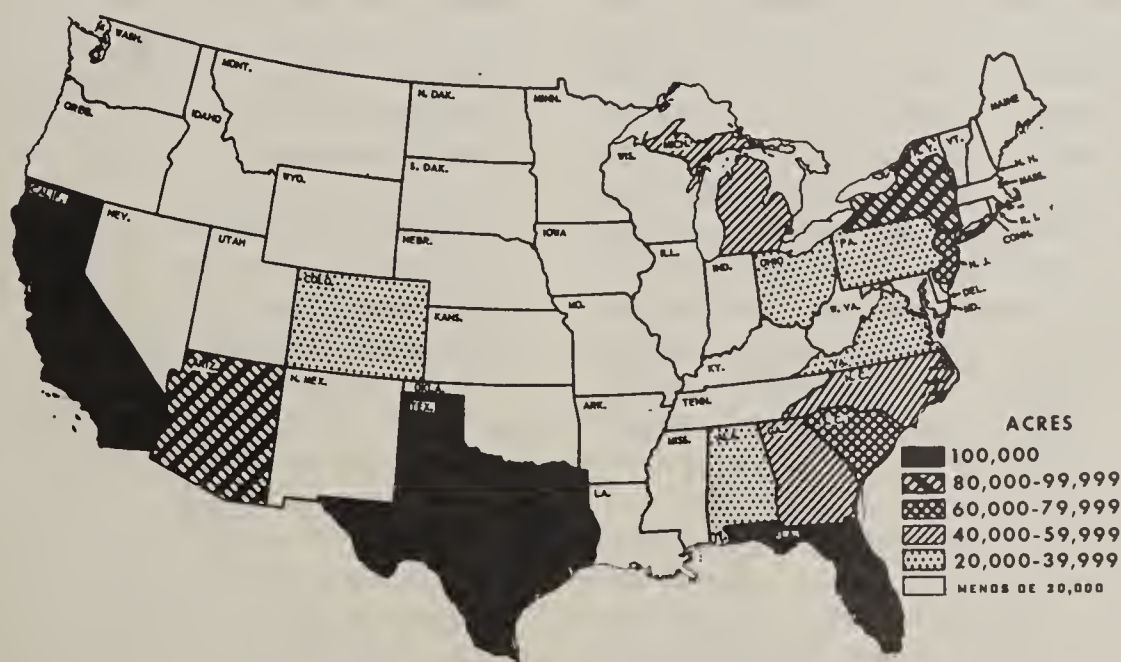 WASH.
MONT.
N. DAK.
MINN.
MAINE
OREG.
IDAHO
WIS.
MICH.
N.Y.
VT.
N. H.
MASS.
S. DAK.
WYO.
R. I.
CONN.
CALIF.
NEV.
UTAH
NEBR.
IOWA
ILL.
IND.
OHIO
PA.
N. J.
COLO.
DEL.
MD.
W. VA.
KANS.
MO.
KY.
VA.
ARIZ.
N. MEX.
TEX.
ARK.
TENN.
N. C.
MISS.
LA.
ACRES
100,000
80,000-99,999
60,000-79,999
40,000-59,999
20,000-39,999
MENOS DE 20,000